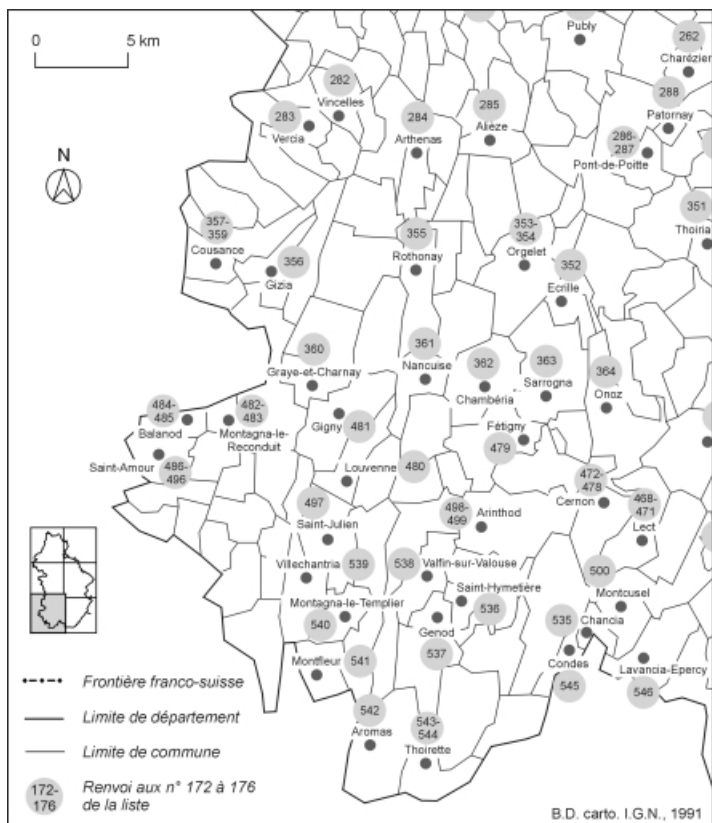 0 5 km
N
Publy
262
Charézier
282
Vincelles
283
Vercia
284
Arthenas
285
Alièze
288
Patornay
286-
287
Pont-de-Poitte
351
Thoiria
357-
359
Cousance
356
Gizia
355
Rothonay
353-
354
Orgelet
352
Ecrille
360
Graye-et-Charnay
361
Nancuise
362
Chambéria
363
Sarrogna
364
Onoz
484-
485
Balanod
482-
483
Montagna-le-
Reconduit
Gigny
481
Fétigny
479
Saint-Amour
486-
496
Louvenne
480
472-
478
Cernon
468-
471
Lect
497
Saint-Julien
498-
499
Arinthod
Villechantria
539
538
Valfin-sur-Valouse
500
Montcusel
Saint-Hymetière
536
Montagna-le-Templier
540
Genod
537
535
Chancia
Condes
545
Lavancia-Epercy
546
Montfleur
541
542
Aromas
543-
544
Thoirette
Frontière franco-suisse
Limite de département
Limite de commune
172-
176
Renvoi aux n° 172 à 176
de la liste
B.D. carto. I.G.N., 1991